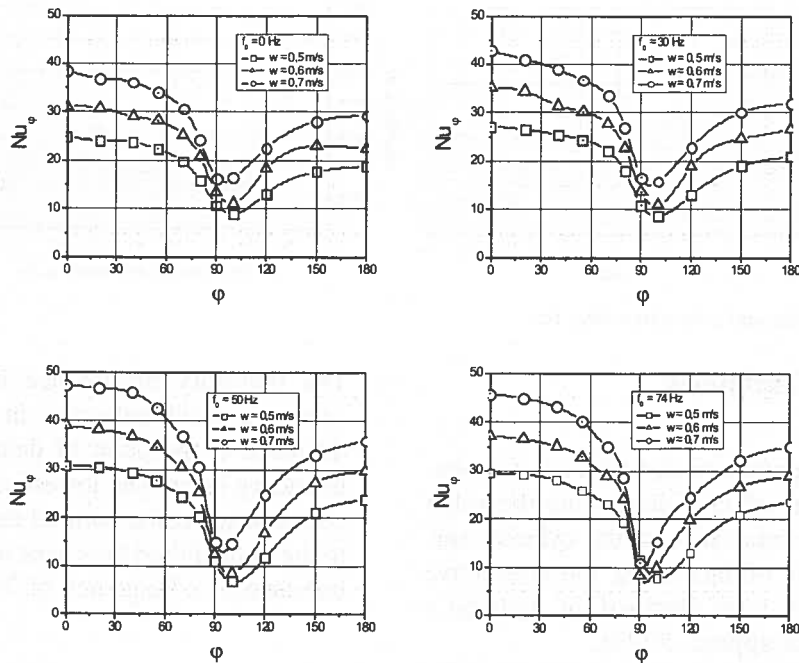 50
40
30
20
10
0
Nuφ
f₀ = 0 Hz
w = 0,5 m/s
w = 0,6 m/s
w = 0.7 m/s
0 30 60 90 120 150 180
φ
50
40
30
20
10
0
Nuφ
f₀ = 30 Hz
w = 0,5 m/s
w = 0,6 m/s
w = 0.7 m/s
0 30 60 90 120 150 180
φ
50
40
30
20
10
0
Nuφ
f₀ = 50 Hz
w = 0,5 m/s
w = 0,6 m/s
w = 0.7 m/s
0 30 60 90 120 150 180
φ
50
40
30
20
10
0
Nuφ
f₀ = 74 Hz
w = 0,5 m/s
w = 0,6 m/s
w = 0.7 m/s
0 30 60 90 120 150 180
φ